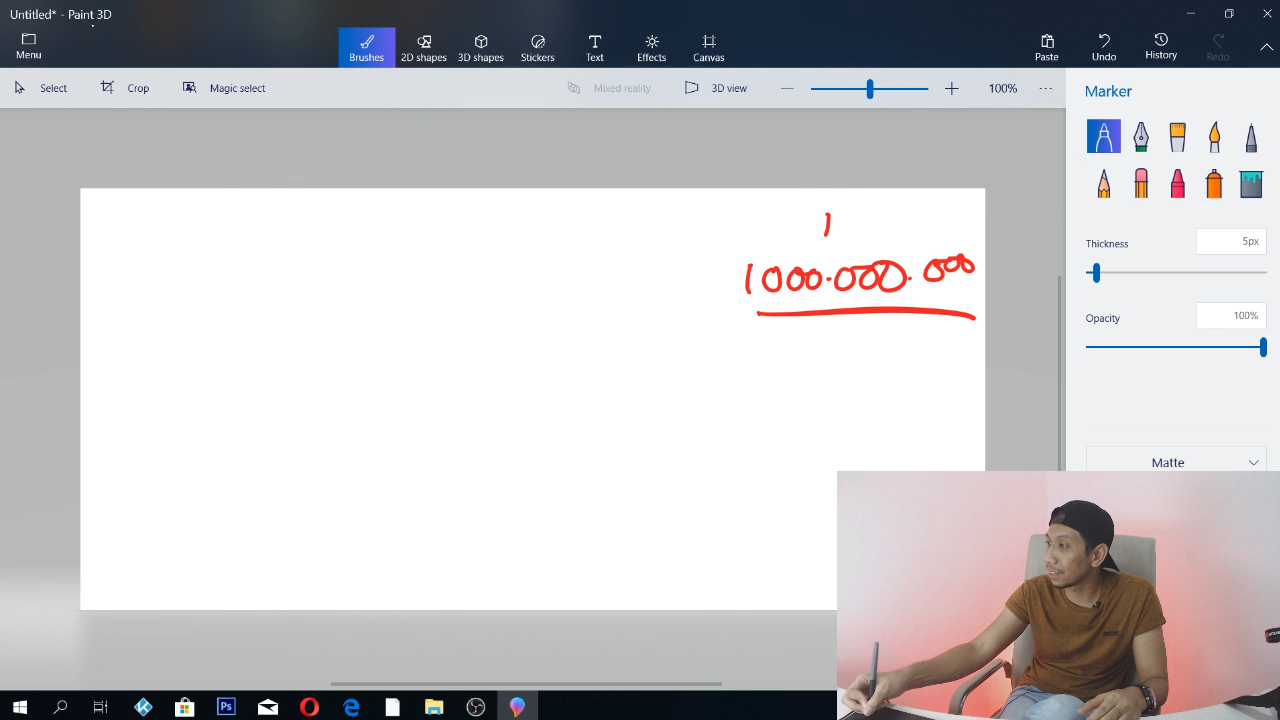 Untitled* - Paint 3D
Menu
Brushes
2D shapes
3D shapes
Stickers
Text
Effects
Canvas
Paste
Undo
History
Redo
Select
Crop
Magic select
Mixed reality
3D view
100%
Marker
Thickness
5px
Opacity
100%
Matte
1
1000.000.000
Ps